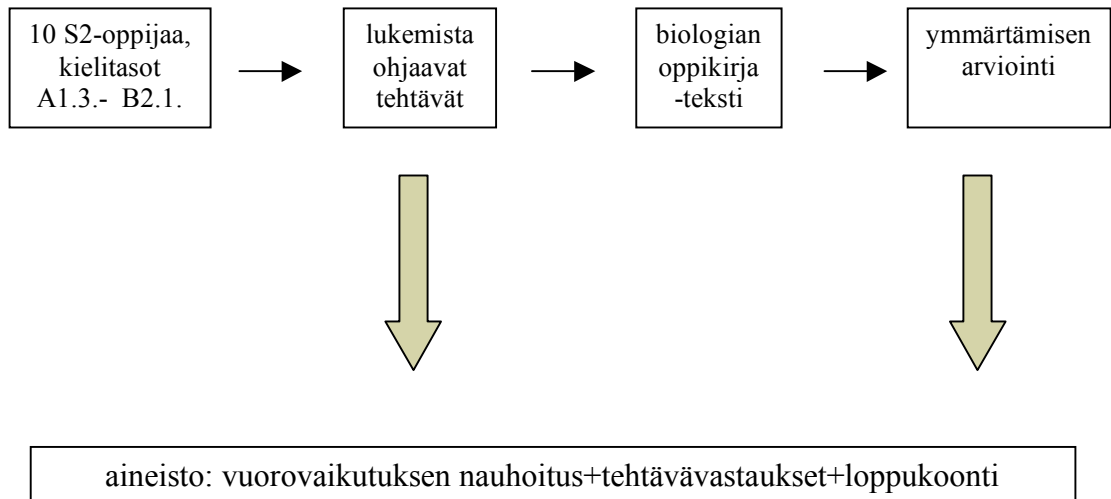 10 S2-oppijaa,
kielitasot
A1.3.- B2.1.
lukemista
ohjaavat
tehtävät
biologian
oppikirja
-teksti
ymmärtämisen
arviointi
aineisto: vuorovaikutuksen nauhoitus+tehtävävastaukset+loppukoonti